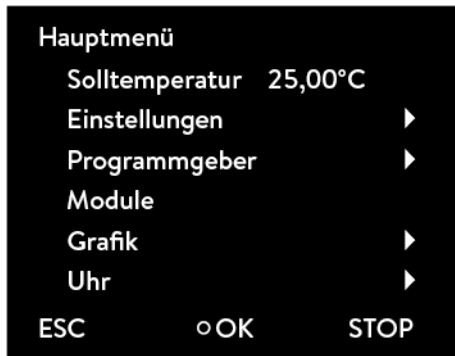 Hauptmenü
Solltemperatur 25,00°C
Einstellungen
Programmgeber
Module
Grafik
Uhr
ESC OK STOP